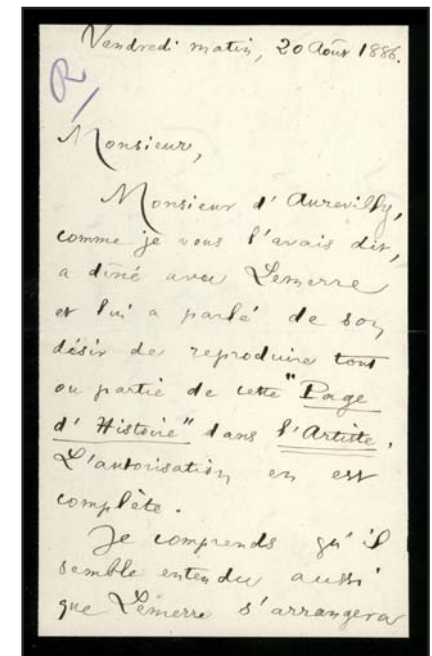 Vendredi matin, 20 Août 1886.
R
Monsieur,
Monsieur d'Aurevilly,
comme je vous l'avais dit,
a dîné avec Lemerre
et lui a parlé de son
désir de reproduire tout
ou partie de cette "Page
d'Histoire" dans l'Artiste.
L'autorisation en est
complète.
Je comprends qu'il
semble entendu aussi
que Lemerre s'arrangera